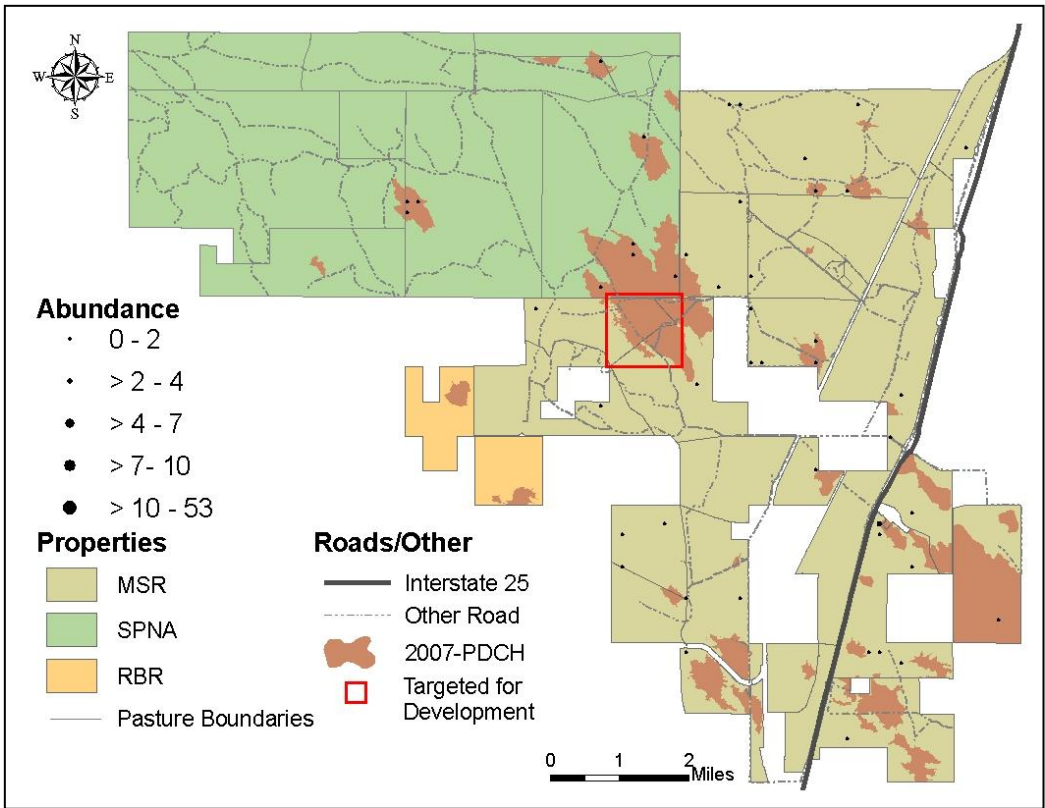 N
W E
S
Abundance
0 - 2
> 2 - 4
> 4 - 7
> 7- 10
> 10 - 53
Properties
MSR
SPNA
RBR
Pasture Boundaries
Roads/Other
Interstate 25
Other Road
2007-PDCH
Targeted for
Development
0 1 2
Miles